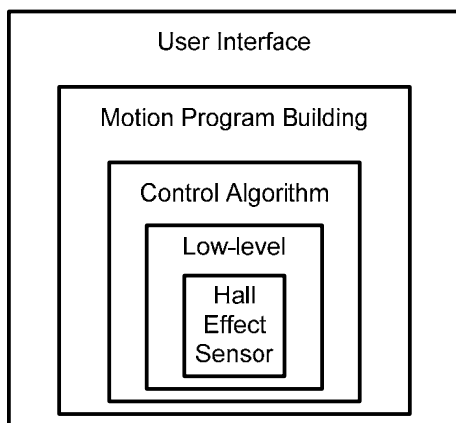 User Interface
Motion Program Building
Control Algorithm
Low-level
Hall
Effect
Sensor